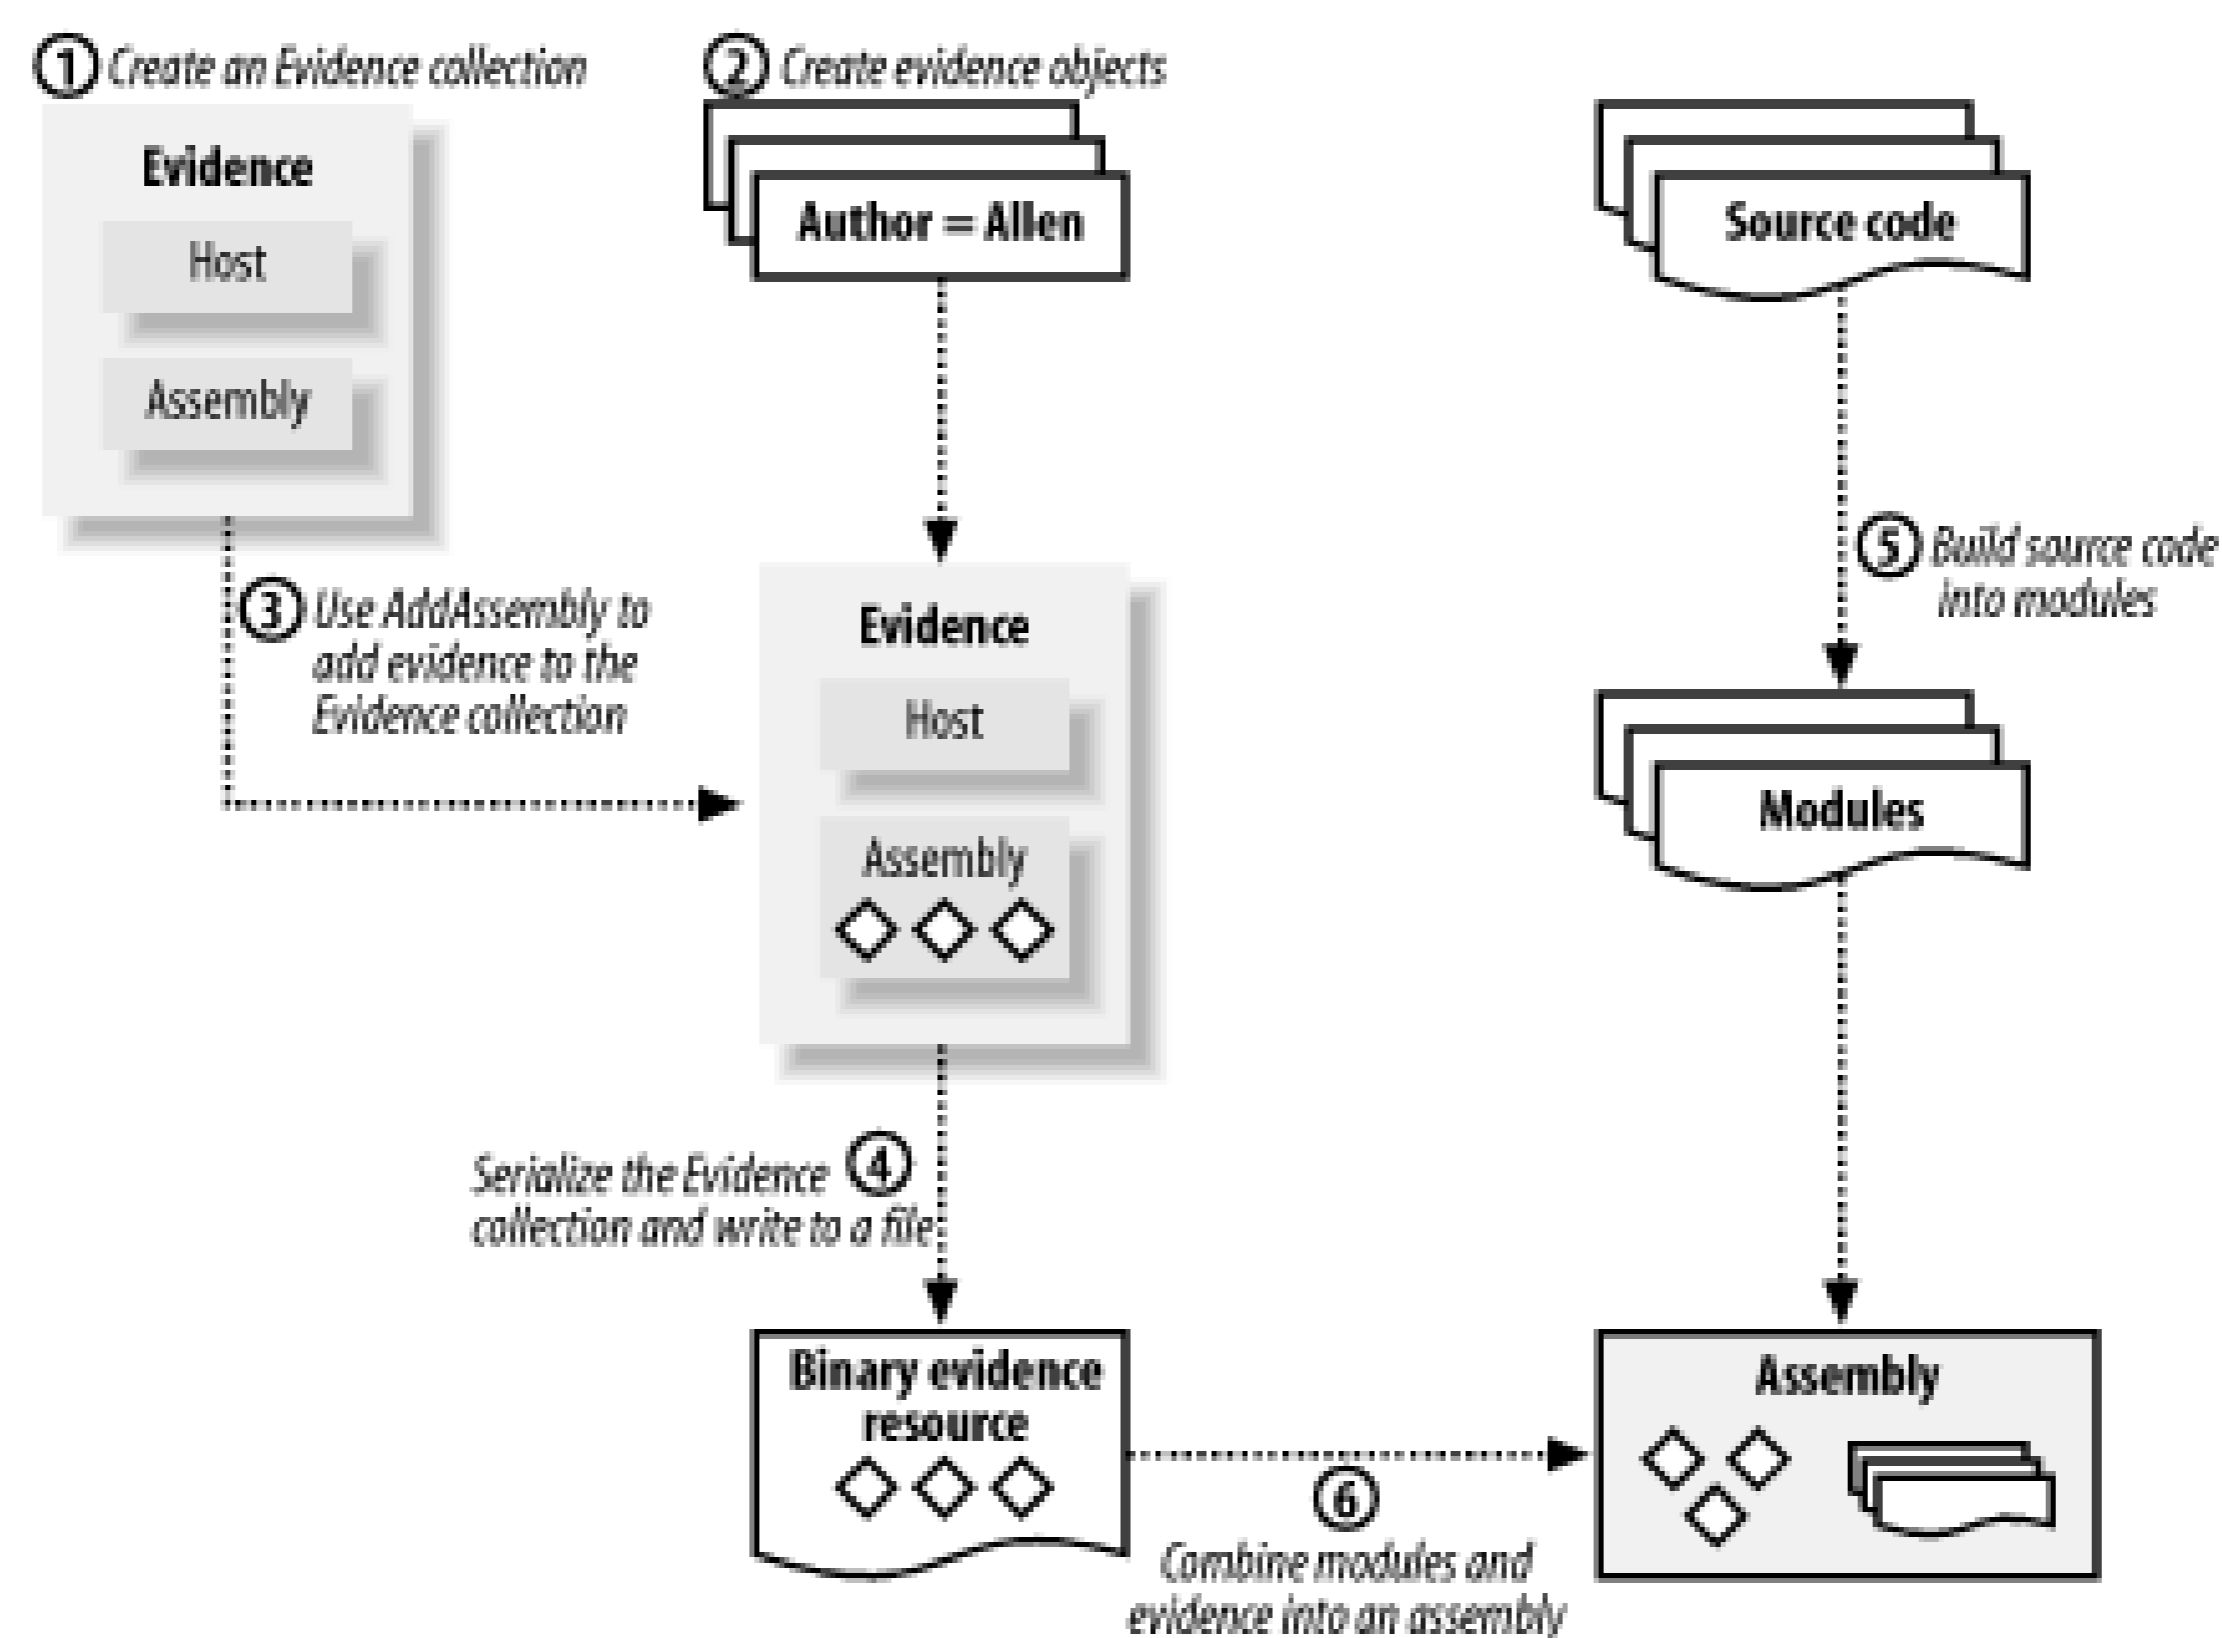 1 Create an Evidence collection
Evidence
Host
Assembly
2 Create evidence objects
Author = Allen
Source code
3 Use AddAssembly to
add evidence to the
Evidence collection
Evidence
Host
Assembly
5 Build source code
into modules
Modules
Serialize the Evidence 4
collection and write to a file
Binary evidence
resource
6
Combine modules and
evidence into an assembly
Assembly